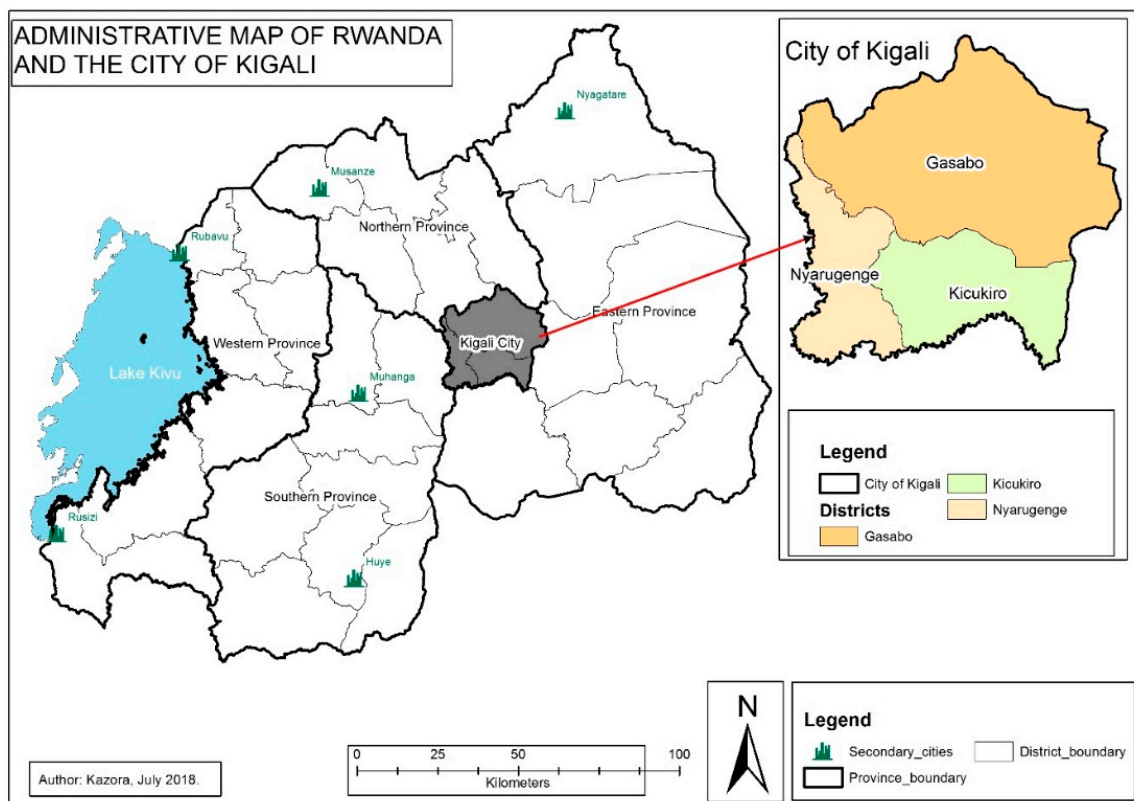 ADMINISTRATIVE MAP OF RWANDA
AND THE CITY OF KIGALI
Nyagatare
Musanze
Northern Province
Rubavu
Eastern Province
Kigali City
Western Province
Lake Kivu
Muhanga
Southern Province
Rusizi
Huye
City of Kigali
Gasabo
Nyarugenge
Kicukiro
Legend
City of Kigali
Kicukiro
Districts
Nyarugenge
Gasabo
Author: Kazora, July 2018.
0 25 50 100
Kilometers
N
Legend
Secondary_cities
District_boundary
Province_boundary